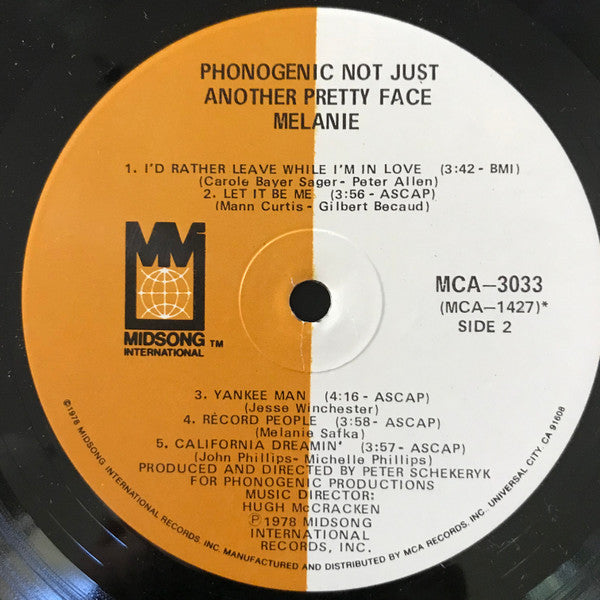 PHONOGENIC NOT JUST
ANOTHER PRETTY FACE
MELANIE
1. I'D RATHER LEAVE WHILE I'M IN LOVE (3:42 - BMI)
(Carole Bayer Sager- Peter Allen)
2. LET IT BE ME (3:56 - ASCAP)
(Mann Curtis - Gilbert Becaud)
MM
MIDSONG TM
INTERNATIONAL
MCA-3033
(MCA-1427)*
SIDE 2
3. YANKEE MAN (4:16 - ASCAP)
(Jesse Winchester)
4. RECORD PEOPLE (3:58 - ASCAP)
(Melanie Safka)
5. CALIFORNIA DREAMIN' (3:57 - ASCAP)
(John Phillips- Michelle Phillips)
PRODUCED AND DIRECTED BY PETER SCHEKERYK
FOR PHONOGENIC PRODUCTIONS
MUSIC DIRECTOR:
HUGH McCRACKEN
Ⓟ1978 MIDSONG
INTERNATIONAL
RECORDS, INC.
©1978 MIDSONG INTERNATIONAL RECORDS, INC. MANUFACTURED AND DISTRIBUTED BY MCA RECORDS, INC., UNIVERSAL CITY, CA 91608